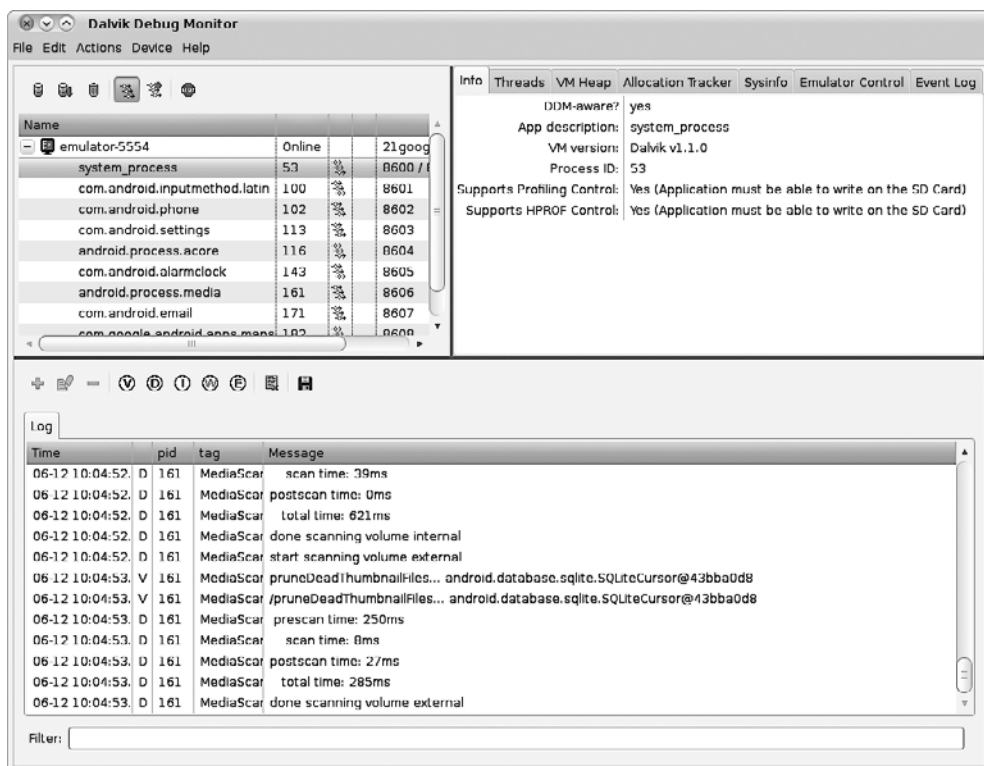 Dalvik Debug Monitor
File Edit Actions Device Help
Name
emulator-5554 Online 21goog
system_process 53 8600 /
com.android.inputmethod.latin 100 8601
com.android.phone 102 8602
com.android.settings 113 8603
android.process.acore 116 8604
com.android.alarmclock 143 8605
android.process.media 161 8606
com.android.email 171 8607
com.google.android.apps.maps 182 8608
Info Threads VM Heap Allocation Tracker Sysinfo Emulator Control Event Log
DDM-aware? yes
App description: system_process
VM version: Dalvik v1.1.0
Process ID: 53
Supports Profiling Control: Yes (Application must be able to write on the SD Card)
Supports HPROF Control: Yes (Application must be able to write on the SD Card)
V D I W E
Log
Time pid tag Message
06-12 10:04:52. D 161 MediaScar scan time: 39ms
06-12 10:04:52. D 161 MediaScar postscan time: 0ms
06-12 10:04:52. D 161 MediaScar total time: 621ms
06-12 10:04:52. D 161 MediaScar done scanning volume internal
06-12 10:04:52. D 161 MediaScar start scanning volume external
06-12 10:04:53. V 161 MediaScar pruneDeadThumbnailFiles... android.database.sqlite.SQLiteCursor@43bba0d8
06-12 10:04:53. V 161 MediaScar /pruneDeadThumbnailFiles... android.database.sqlite.SQLiteCursor@43bba0d8
06-12 10:04:53. D 161 MediaScar prescan time: 250ms
06-12 10:04:53. D 161 MediaScar scan time: 8ms
06-12 10:04:53. D 161 MediaScar postscan time: 27ms
06-12 10:04:53. D 161 MediaScar total time: 285ms
06-12 10:04:53. D 161 MediaScar done scanning volume external
Filter: